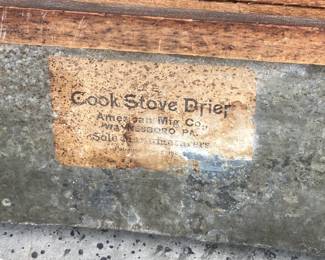 U.S.
Cook Stove Drier
American Mfg Co.,
WAYNESBORO PA.
Sole Manufacturers